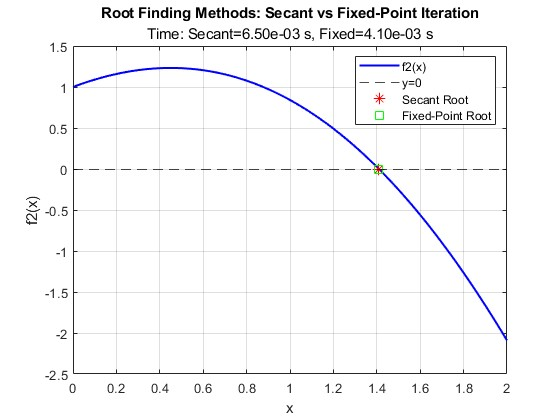 Root Finding Methods: Secant vs Fixed-Point Iteration
Time: Secant=6.50e-03 s, Fixed=4.10e-03 s
f2(x)
y=0
Secant Root
Fixed-Point Root
1.5
1
0.5
0
-0.5
-1
-1.5
-2
-2.5
f2(x)
0
0.2
0.4
0.6
0.8
1
1.2
1.4
1.6
1.8
2
x